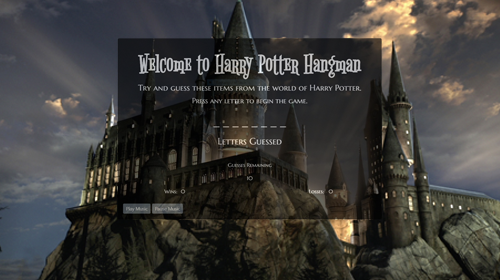 Welcome to Harry Potter Hangman
Try and guess these items from the world of Harry Potter.
Press any letter to begin the game.
_ _ _ _ _ _ _ _ _
Letters Guessed
Guesses Remaining
10
Wins: 0 Losses: 0
Play Music Pause Music